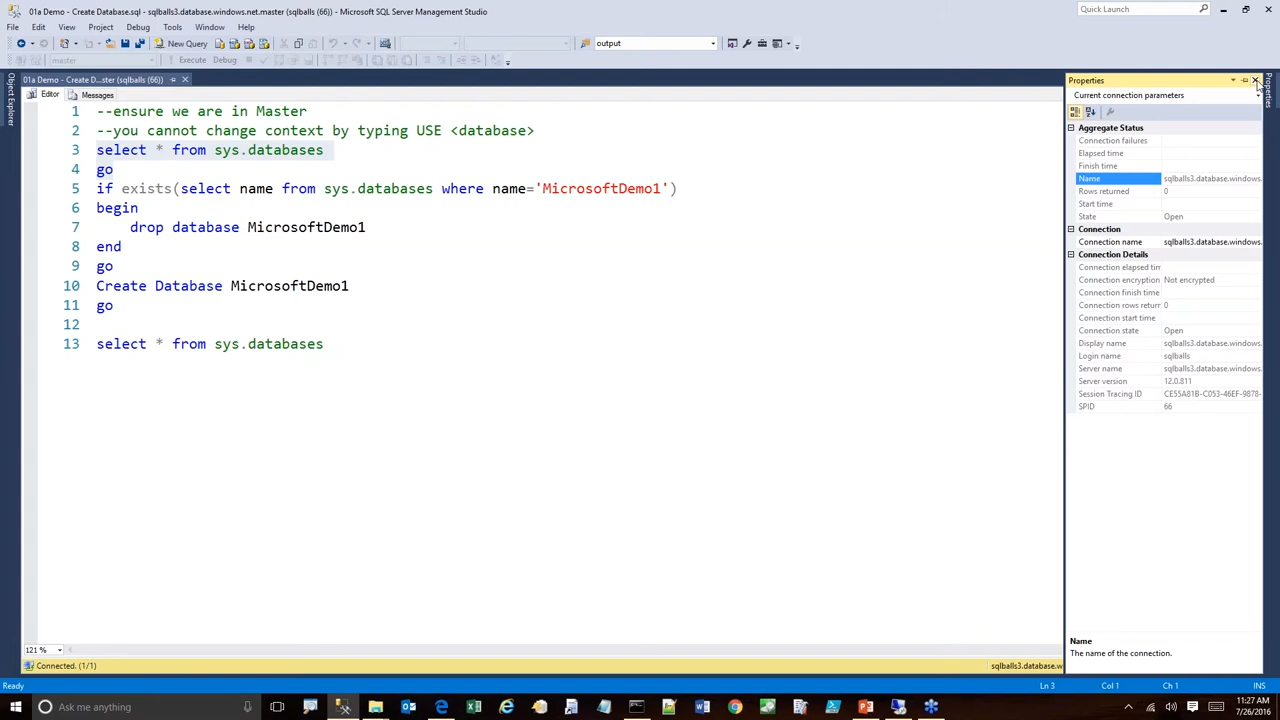 01a Demo - Create Database.sql - sqlballs3.database.windows.net.master (sqlballs (66)) - Microsoft SQL Server Management Studio
Quick Launch
File Edit View Project Debug Tools Window Help
New Query
output
master
Execute Debug
Object Explorer
01a Demo - Create D...ster (sqlballs (66))
Editor Messages
1 --ensure we are in Master
2 --you cannot change context by typing USE <database>
3 select * from sys.databases
4 go
5 if exists(select name from sys.databases where name='MicrosoftDemo1')
6 begin
7 drop database MicrosoftDemo1
8 end
9 go
10 Create Database MicrosoftDemo1
11 go
12
13 select * from sys.databases
121 %
Connected. (1/1)
sqlballs3.database.w
Properties
Properties
Current connection parameters
Aggregate Status
Connection failures
Elapsed time
Finish time
Name sqlballs3.database.windows.
Rows returned 0
Start time
State Open
Connection
Connection name sqlballs3.database.windows.
Connection Details
Connection elapsed tim
Connection encryption Not encrypted
Connection finish time
Connection rows return 0
Connection start time
Connection state Open
Display name sqlballs3.database.windows.
Login name sqlballs
Server name sqlballs3.database.windows.
Server version 12.0.811
Session Tracing ID CE55A81B-C053-46EF-9878-
SPID 66
Name
The name of the connection.
Ready
Ln 3 Col 1 Ch 1 INS
Ask me anything
11:27 AM
7/26/2016